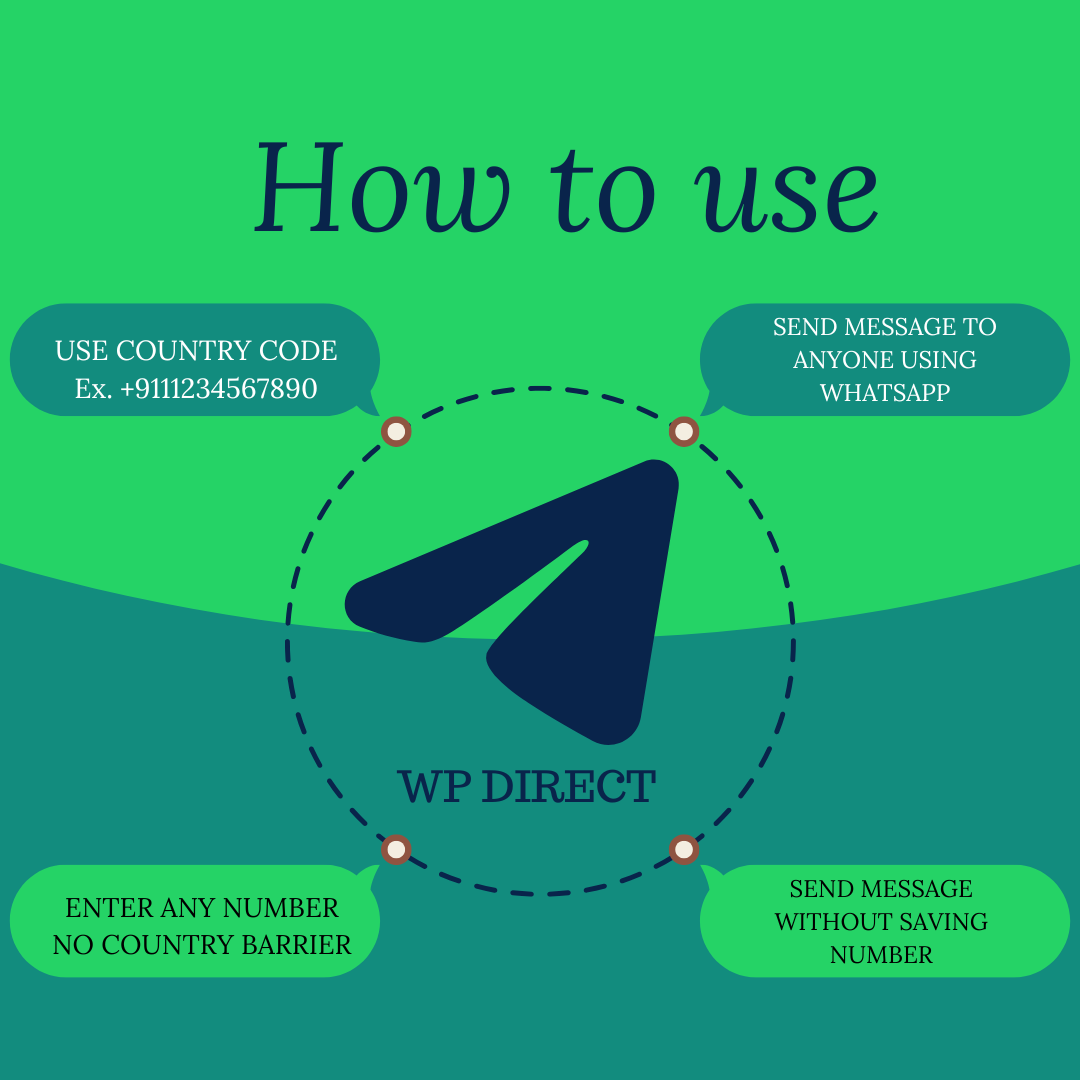 How to use
USE COUNTRY CODE
Ex. +9111234567890
SEND MESSAGE TO
ANYONE USING
WHATSAPP
WP DIRECT
ENTER ANY NUMBER
NO COUNTRY BARRIER
SEND MESSAGE
WITHOUT SAVING
NUMBER